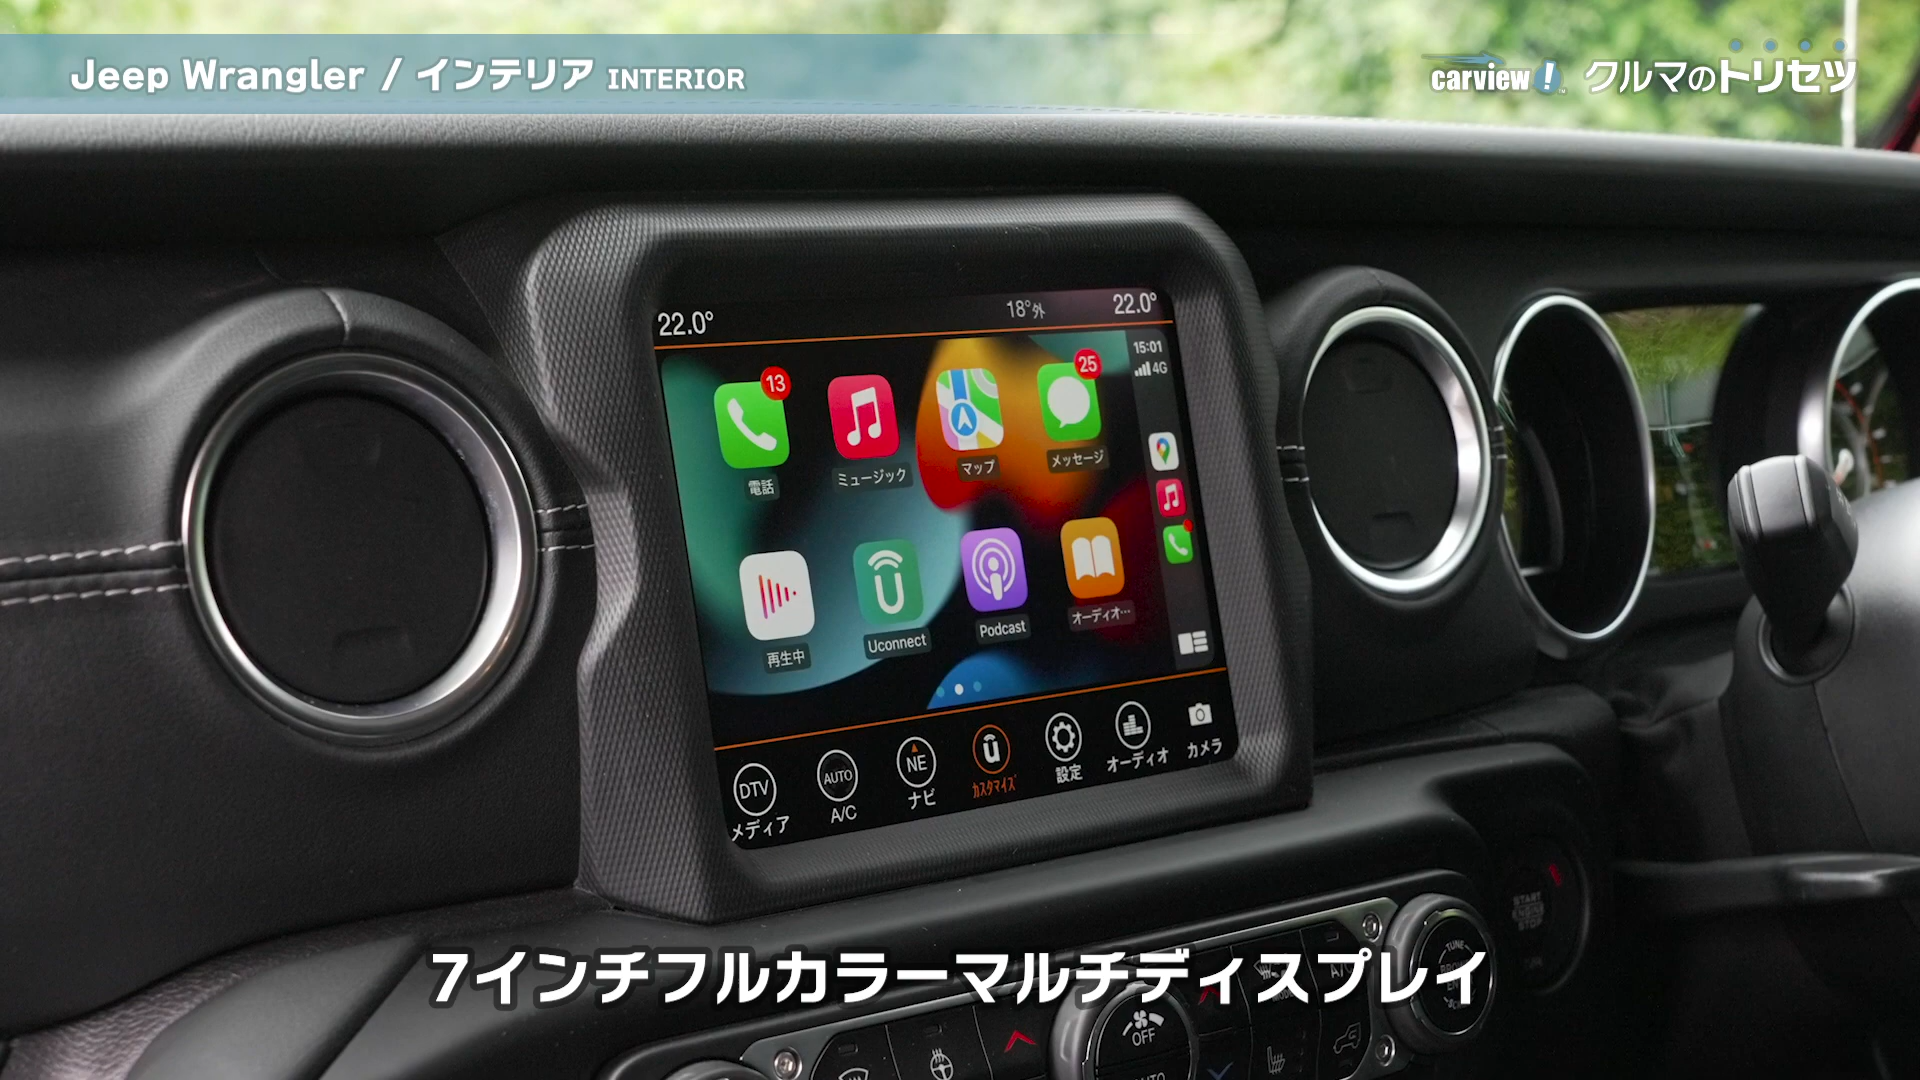 Jeep Wrangler / インテリア INTERIOR
carview! クルマのトリセツ
22.0°
18°外
22.0°
15:01
4G
13
25
電話
ミュージック
マップ
メッセージ
再生中
Uconnect
Podcast
オーディオ…
DTV
AUTO
NE
メディア
A/C
ナビ
カスタマイズ
設定
オーディオ
カメラ
START
ENGINE
STOP
7インチフルカラーマルチディスプレイ
TUNE
OFF
AUTO